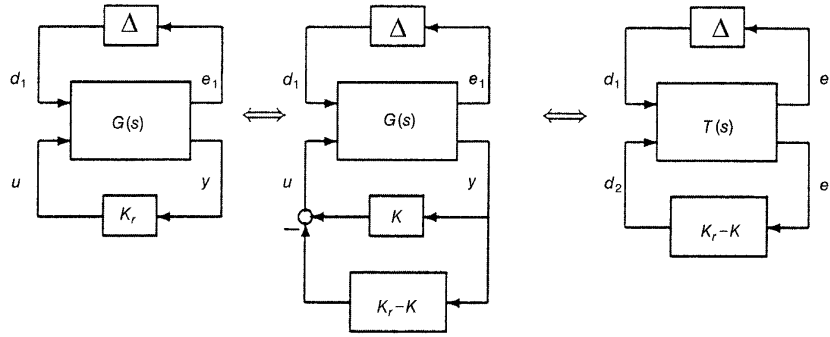 Δ
d₁
e₁
G(s)
u
y
Kᵣ
Δ
d₁
e₁
G(s)
u
y
K
−
Kᵣ−K
Δ
d₁
e
T(s)
d₂
e
Kᵣ−K